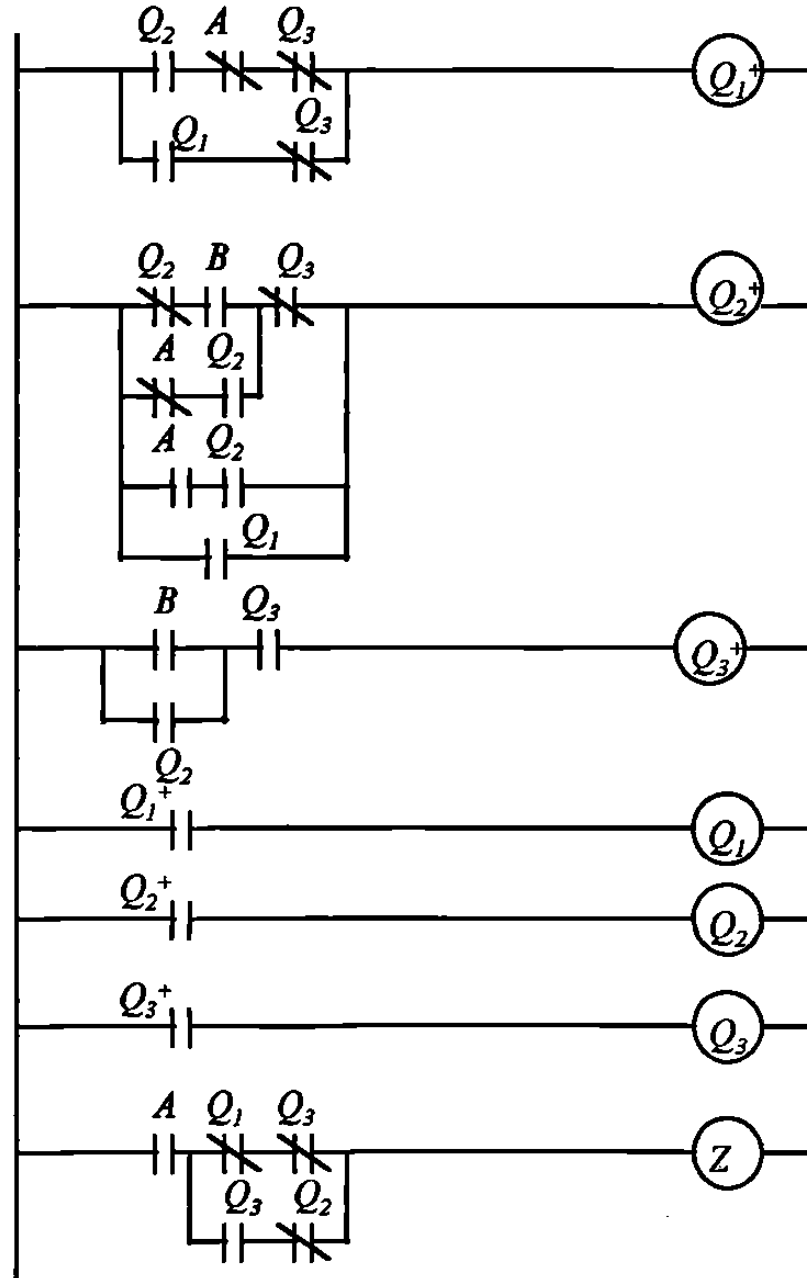 Q₂ A Q₃
Q₁⁺
Q₁ Q₃
Q₂ B Q₃
Q₂⁺
A Q₂
A Q₂
Q₁
B Q₃
Q₃⁺
Q₂
Q₁⁺
Q₁
Q₂⁺
Q₂
Q₃⁺
Q₃
A Q₁ Q₃
Z
Q₃ Q₂